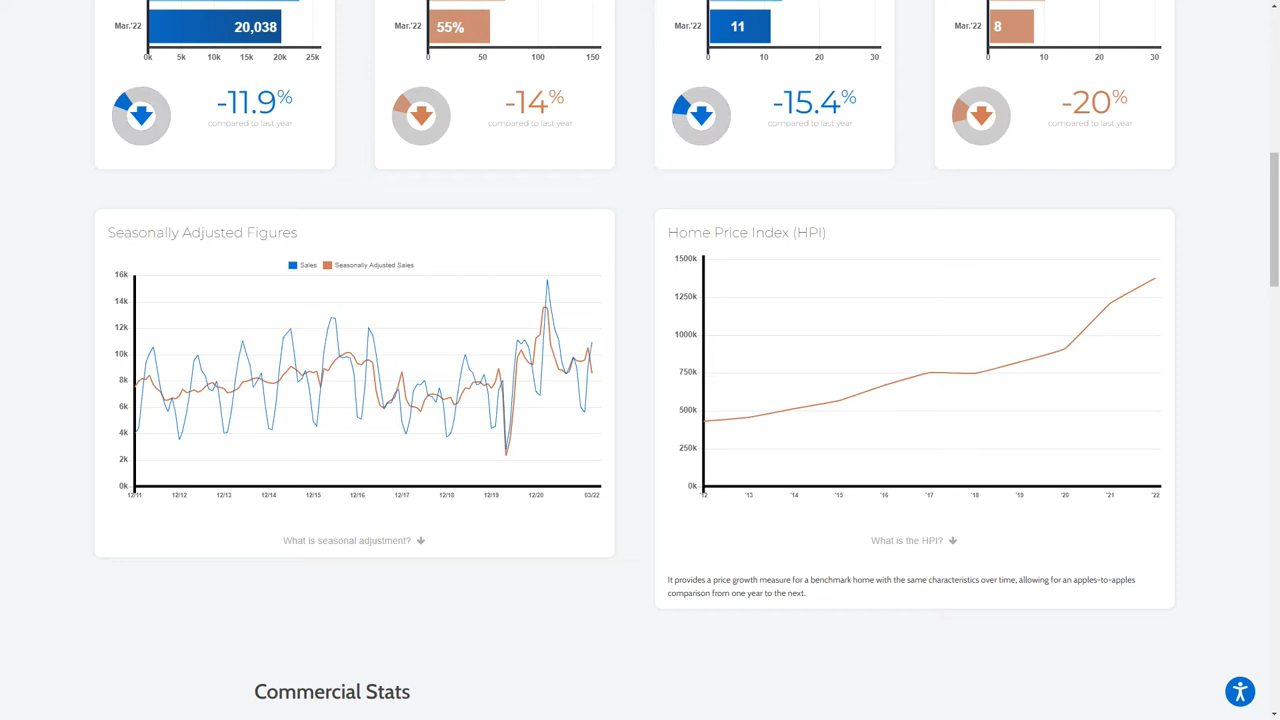 Mar.'22 20,038
0k 5k 10k 15k 20k 25k
-11.9%
compared to last year
Mar.'22 55%
0 50 100 150
-14%
compared to last year
Mar.'22 11
0 10 20 30
-15.4%
compared to last year
Mar.'22 8
0 10 20 30
-20%
compared to last year
Seasonally Adjusted Figures
Sales Seasonally Adjusted Sales
16k
14k
12k
10k
8k
6k
4k
2k
0k
12/11 12/12 12/13 12/14 12/15 12/16 12/17 12/18 12/19 12/20 03/22
What is seasonal adjustment?
Home Price Index (HPI)
1500k
1250k
1000k
750k
500k
250k
0k
'12 '13 '14 '15 '16 '17 '18 '19 '20 '21 '22
What is the HPI?
It provides a price growth measure for a benchmark home with the same characteristics over time, allowing for an apples-to-apples
comparison from one year to the next.
Commercial Stats